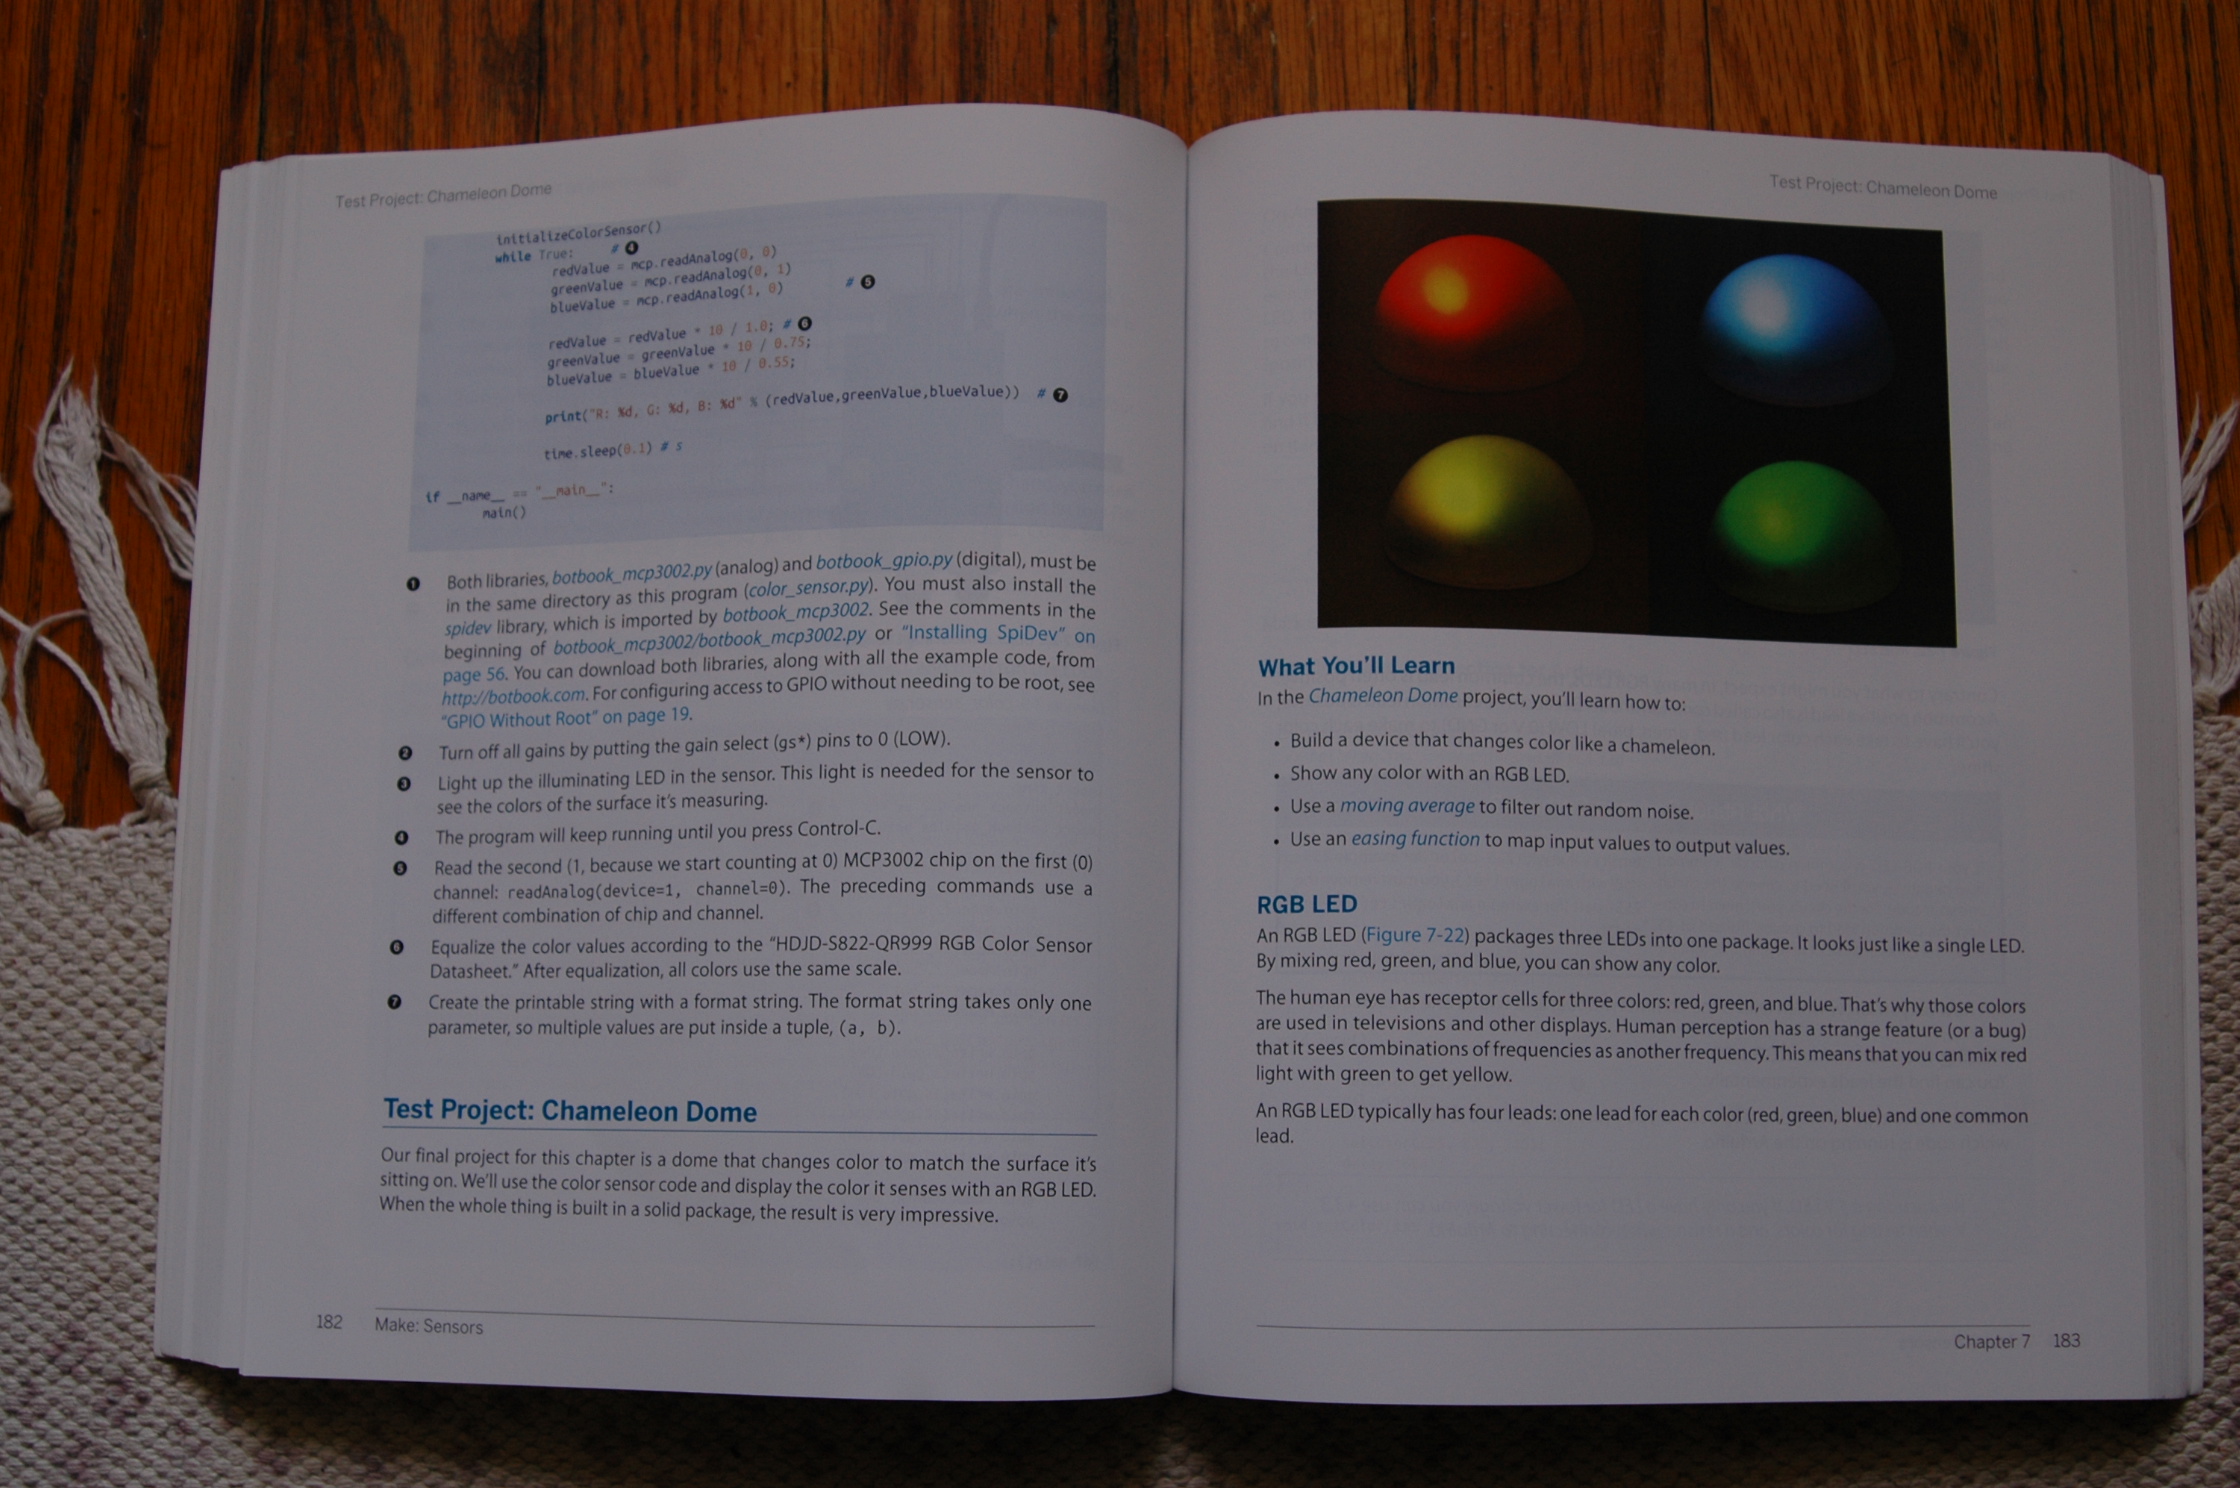 Test Project: Chameleon Dome
initializeColorSensor()
while True: # ❹
redValue = mcp.readAnalog(0, 0)
greenValue = mcp.readAnalog(0, 1)
blueValue = mcp.readAnalog(1, 0) # ❺
redValue = redValue * 10 / 1.0; # ❻
greenValue = greenValue * 10 / 0.75;
blueValue = blueValue * 10 / 0.55;
print("R: %d, G: %d, B: %d" % (redValue,greenValue,blueValue)) # ❼
time.sleep(0.1) # s
if __name__ == "__main__":
main()
❶ Both libraries, botbook_mcp3002.py (analog) and botbook_gpio.py (digital), must be
in the same directory as this program (color_sensor.py). You must also install the
spidev library, which is imported by botbook_mcp3002. See the comments in the
beginning of botbook_mcp3002/botbook_mcp3002.py or "Installing SpiDev" on
page 56. You can download both libraries, along with all the example code, from
http://botbook.com. For configuring access to GPIO without needing to be root, see
"GPIO Without Root" on page 19.
❷ Turn off all gains by putting the gain select (gs*) pins to 0 (LOW).
❸ Light up the illuminating LED in the sensor. This light is needed for the sensor to
see the colors of the surface it's measuring.
❹ The program will keep running until you press Control-C.
❺ Read the second (1, because we start counting at 0) MCP3002 chip on the first (0)
channel: readAnalog(device=1, channel=0). The preceding commands use a
different combination of chip and channel.
❻ Equalize the color values according to the "HDJD-S822-QR999 RGB Color Sensor
Datasheet." After equalization, all colors use the same scale.
❼ Create the printable string with a format string. The format string takes only one
parameter, so multiple values are put inside a tuple, (a, b).
Test Project: Chameleon Dome
Our final project for this chapter is a dome that changes color to match the surface it's
sitting on. We'll use the color sensor code and display the color it senses with an RGB LED.
When the whole thing is built in a solid package, the result is very impressive.
182 Make: Sensors
Test Project: Chameleon Dome
What You'll Learn
In the Chameleon Dome project, you'll learn how to:
• Build a device that changes color like a chameleon.
• Show any color with an RGB LED.
• Use a moving average to filter out random noise.
• Use an easing function to map input values to output values.
RGB LED
An RGB LED (Figure 7-22) packages three LEDs into one package. It looks just like a single LED.
By mixing red, green, and blue, you can show any color.
The human eye has receptor cells for three colors: red, green, and blue. That's why those colors
are used in televisions and other displays. Human perception has a strange feature (or a bug)
that it sees combinations of frequencies as another frequency. This means that you can mix red
light with green to get yellow.
An RGB LED typically has four leads: one lead for each color (red, green, blue) and one common
lead.
Chapter 7 183